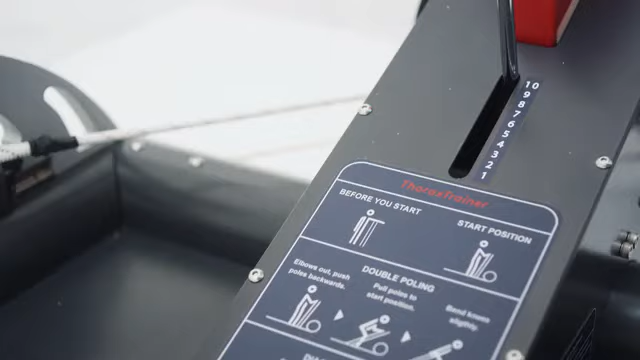 10
9
8
7
6
5
4
3
2
1
ThoraxTrainer
BEFORE YOU START
START POSITION
DOUBLE POLING
Elbows out, push
poles backwards.
Pull poles to
start position.
Bend knees
slightly.